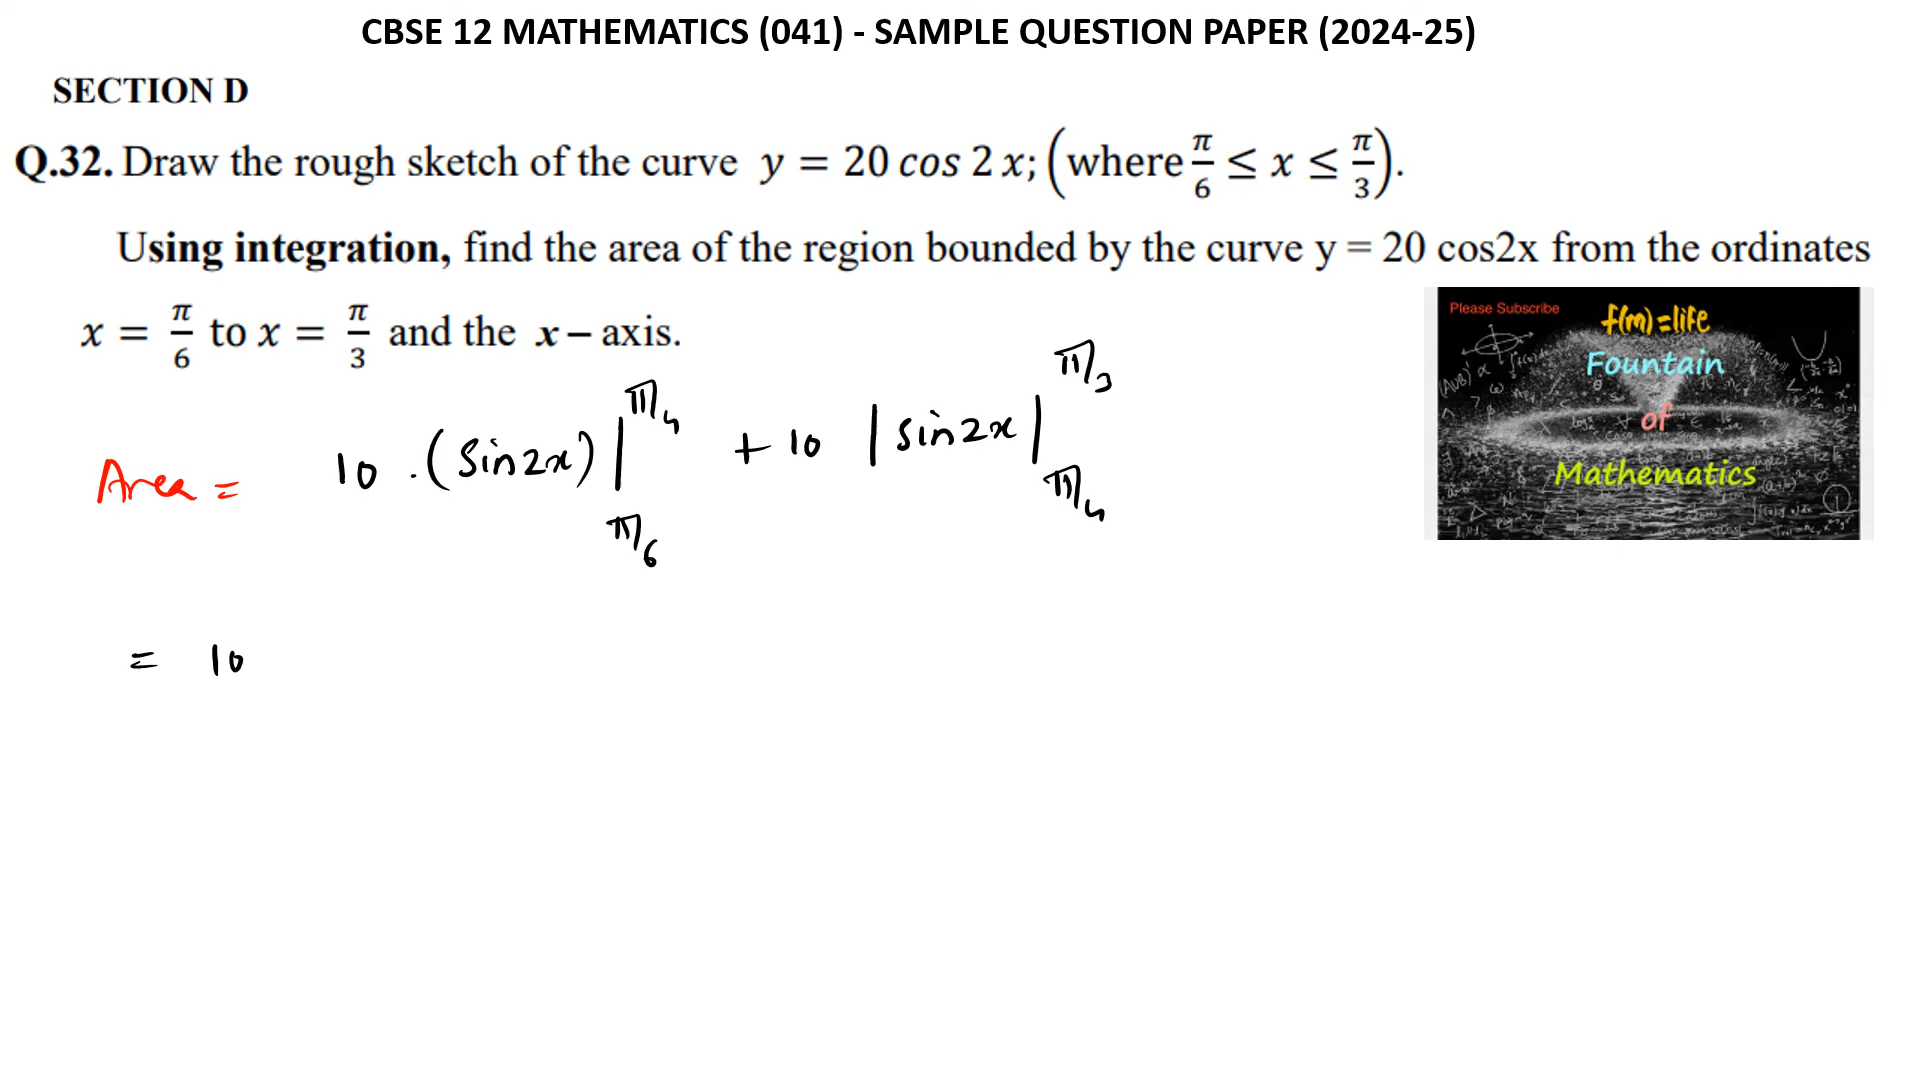 CBSE 12 MATHEMATICS (041) - SAMPLE QUESTION PAPER (2024-25)
SECTION D
Q.32. Draw the rough sketch of the curve y = 20 cos 2 x; (where π/6 ≤ x ≤ π/3).
Using integration, find the area of the region bounded by the curve y = 20 cos2x from the ordinates
x = π/6 to x = π/3 and the x – axis.
Please Subscribe
f(m)=life
Fountain
of
Mathematics
Area = 10 . (sin2x) |_{π/6}^{π/4} + 10 |sin2x|_{π/4}^{π/3}
= 10